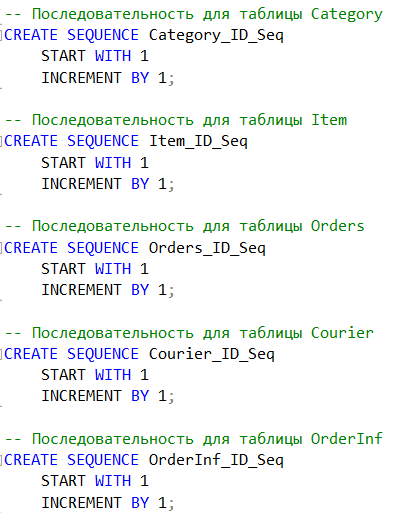 -- Последовательность для таблицы Category
CREATE SEQUENCE Category_ID_Seq
START WITH 1
INCREMENT BY 1;
-- Последовательность для таблицы Item
CREATE SEQUENCE Item_ID_Seq
START WITH 1
INCREMENT BY 1;
-- Последовательность для таблицы Orders
CREATE SEQUENCE Orders_ID_Seq
START WITH 1
INCREMENT BY 1;
-- Последовательность для таблицы Courier
CREATE SEQUENCE Courier_ID_Seq
START WITH 1
INCREMENT BY 1;
-- Последовательность для таблицы OrderInf
CREATE SEQUENCE OrderInf_ID_Seq
START WITH 1
INCREMENT BY 1;